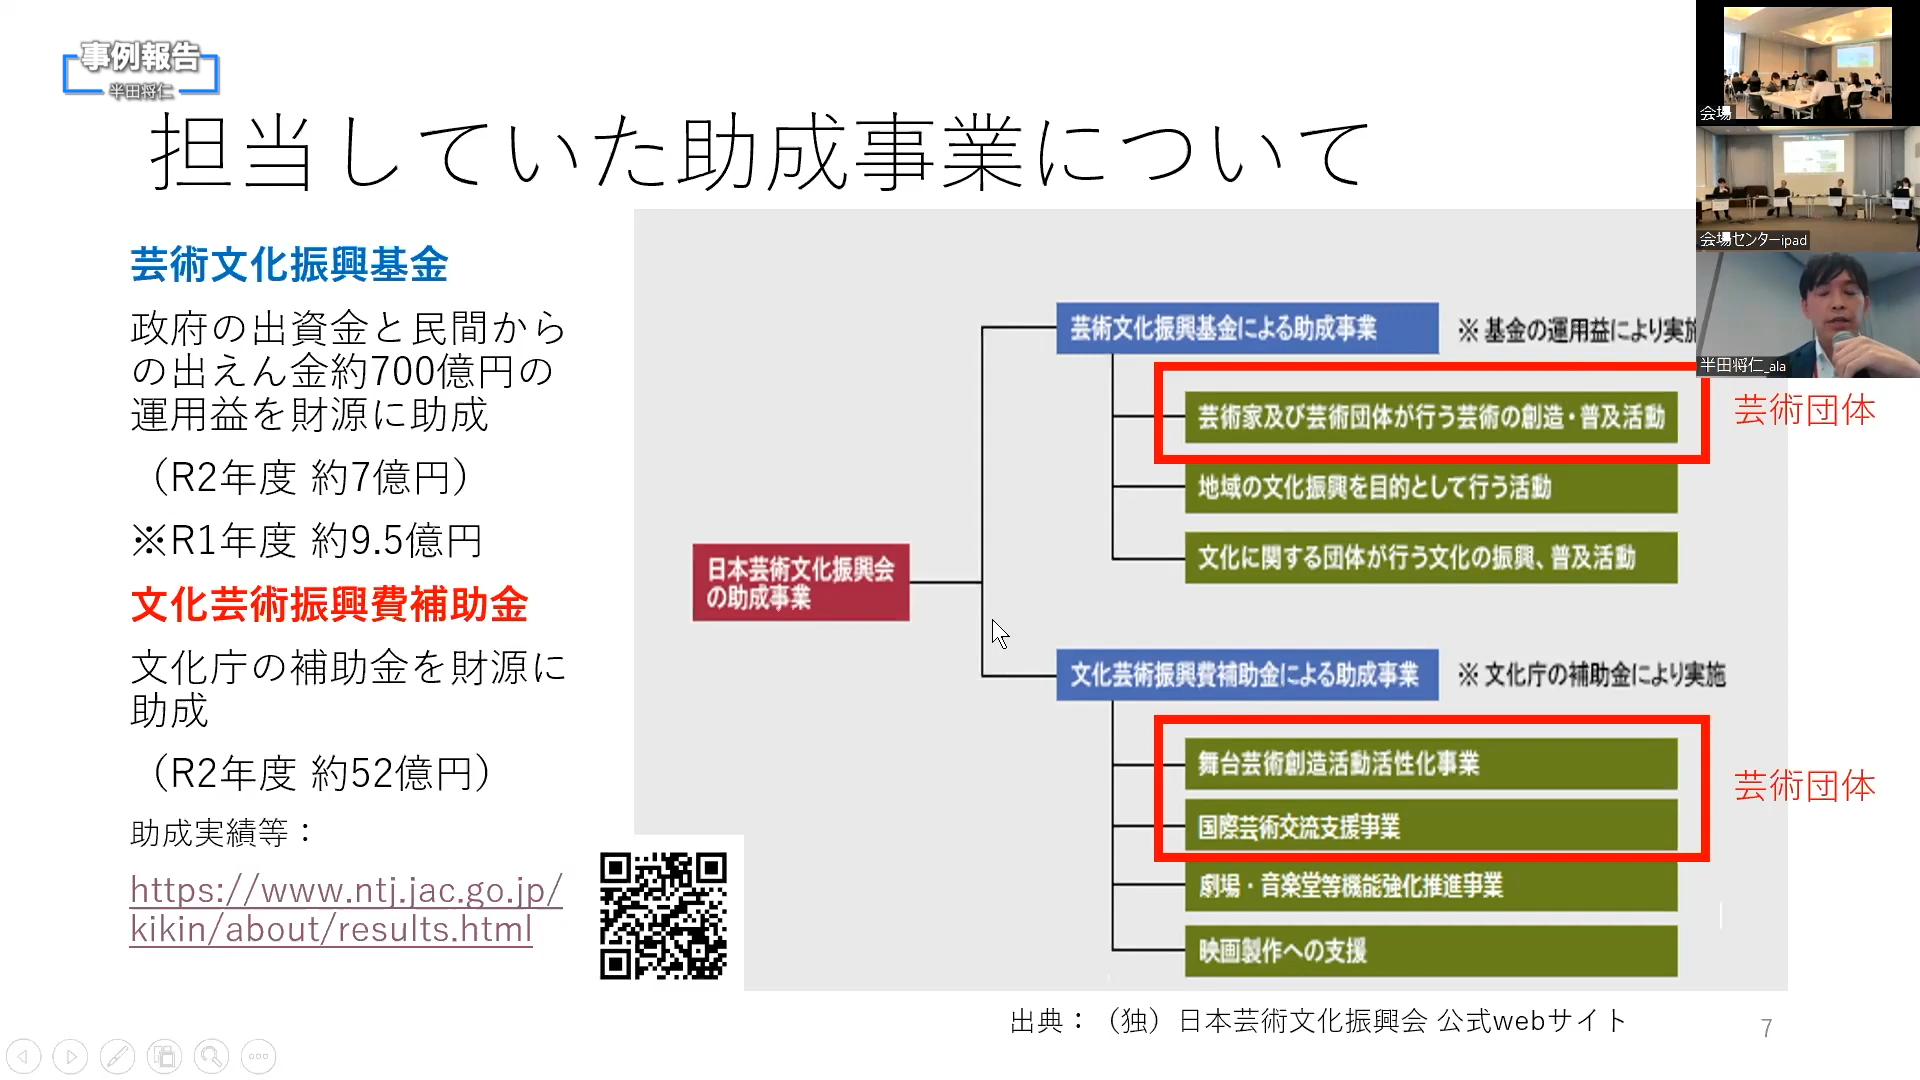 事例報告
半田将仁
担当していた助成事業について
芸術文化振興基金
政府の出資金と民間から
の出えん金約700億円の
運用益を財源に助成
（R2年度 約7億円）
※R1年度 約9.5億円
文化芸術振興費補助金
文化庁の補助金を財源に
助成
（R2年度 約52億円）
助成実績等：
https://www.ntj.jac.go.jp/
kikin/about/results.html
日本芸術文化振興会
の助成事業
芸術文化振興基金による助成事業
※ 基金の運用益により実施
芸術家及び芸術団体が行う芸術の創造・普及活動
芸術団体
地域の文化振興を目的として行う活動
文化に関する団体が行う文化の振興、普及活動
文化芸術振興費補助金による助成事業
※ 文化庁の補助金により実施
舞台芸術創造活動活性化事業
芸術団体
国際芸術交流支援事業
劇場・音楽堂等機能強化推進事業
映画製作への支援
出典：（独）日本芸術文化振興会 公式webサイト
7
会場
会場センターipad
半田将仁_ala